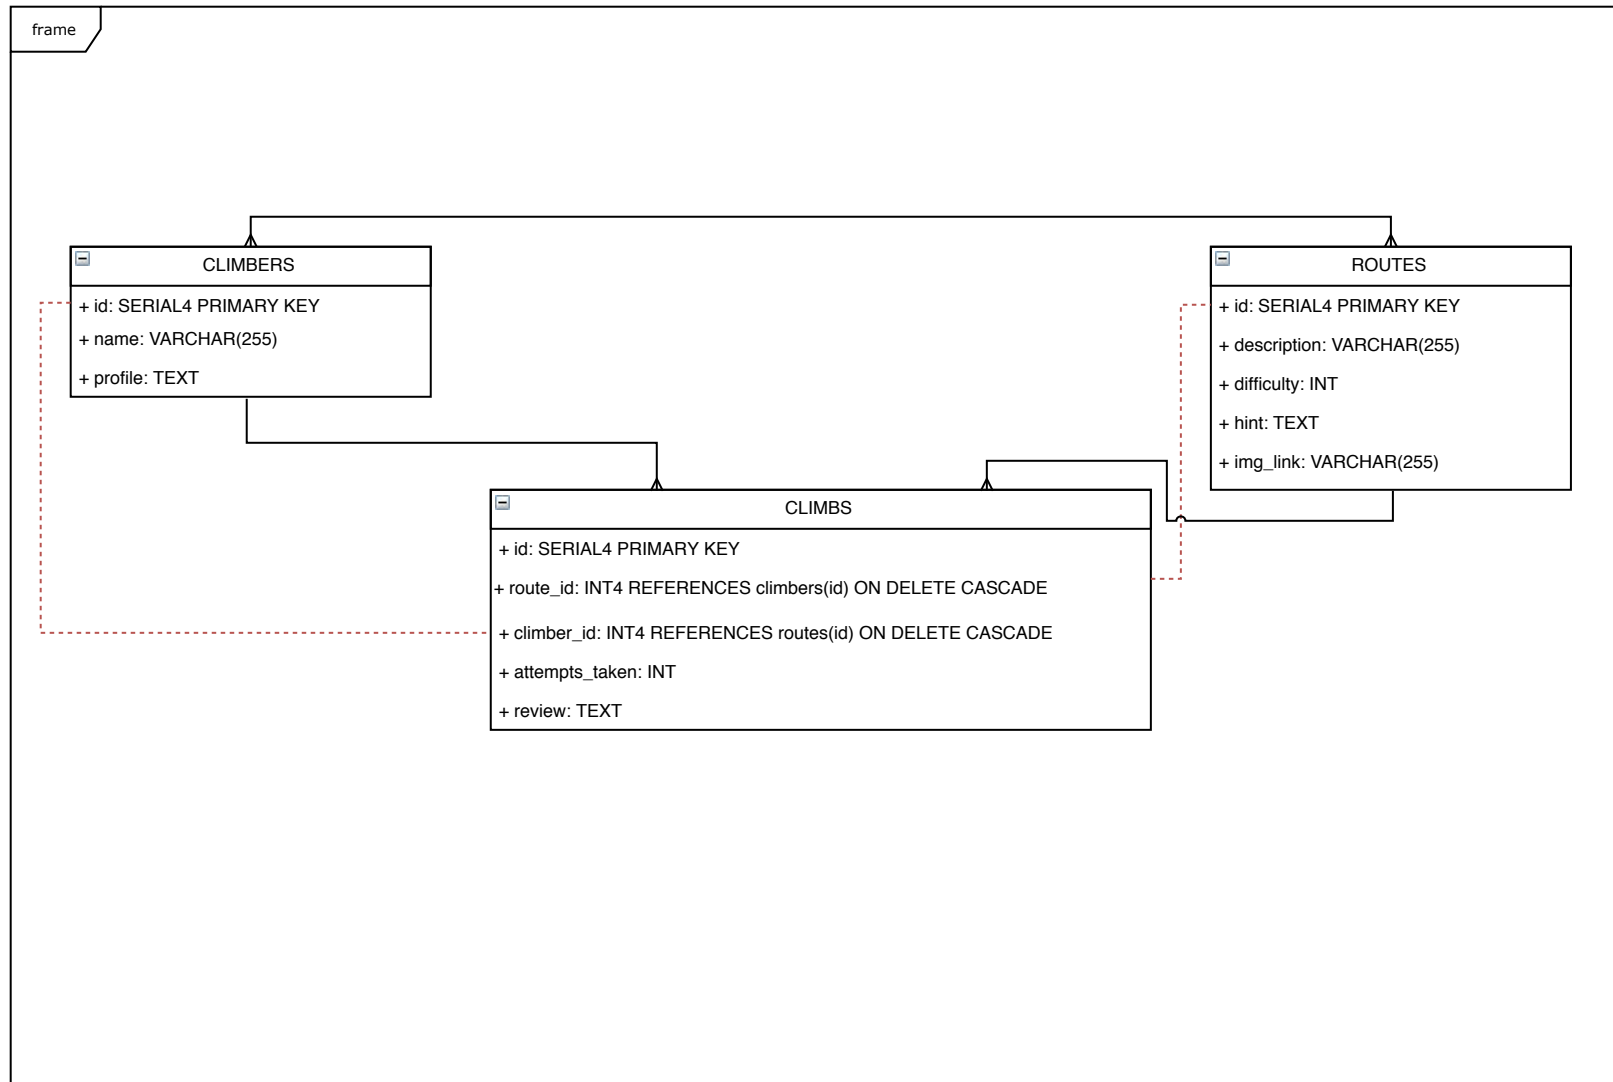 frame
CLIMBERS
+ id: SERIAL4 PRIMARY KEY
+ name: VARCHAR(255)
+ profile: TEXT
ROUTES
+ id: SERIAL4 PRIMARY KEY
+ description: VARCHAR(255)
+ difficulty: INT
+ hint: TEXT
+ img_link: VARCHAR(255)
CLIMBS
+ id: SERIAL4 PRIMARY KEY
+ route_id: INT4 REFERENCES climbers(id) ON DELETE CASCADE
+ climber_id: INT4 REFERENCES routes(id) ON DELETE CASCADE
+ attempts_taken: INT
+ review: TEXT